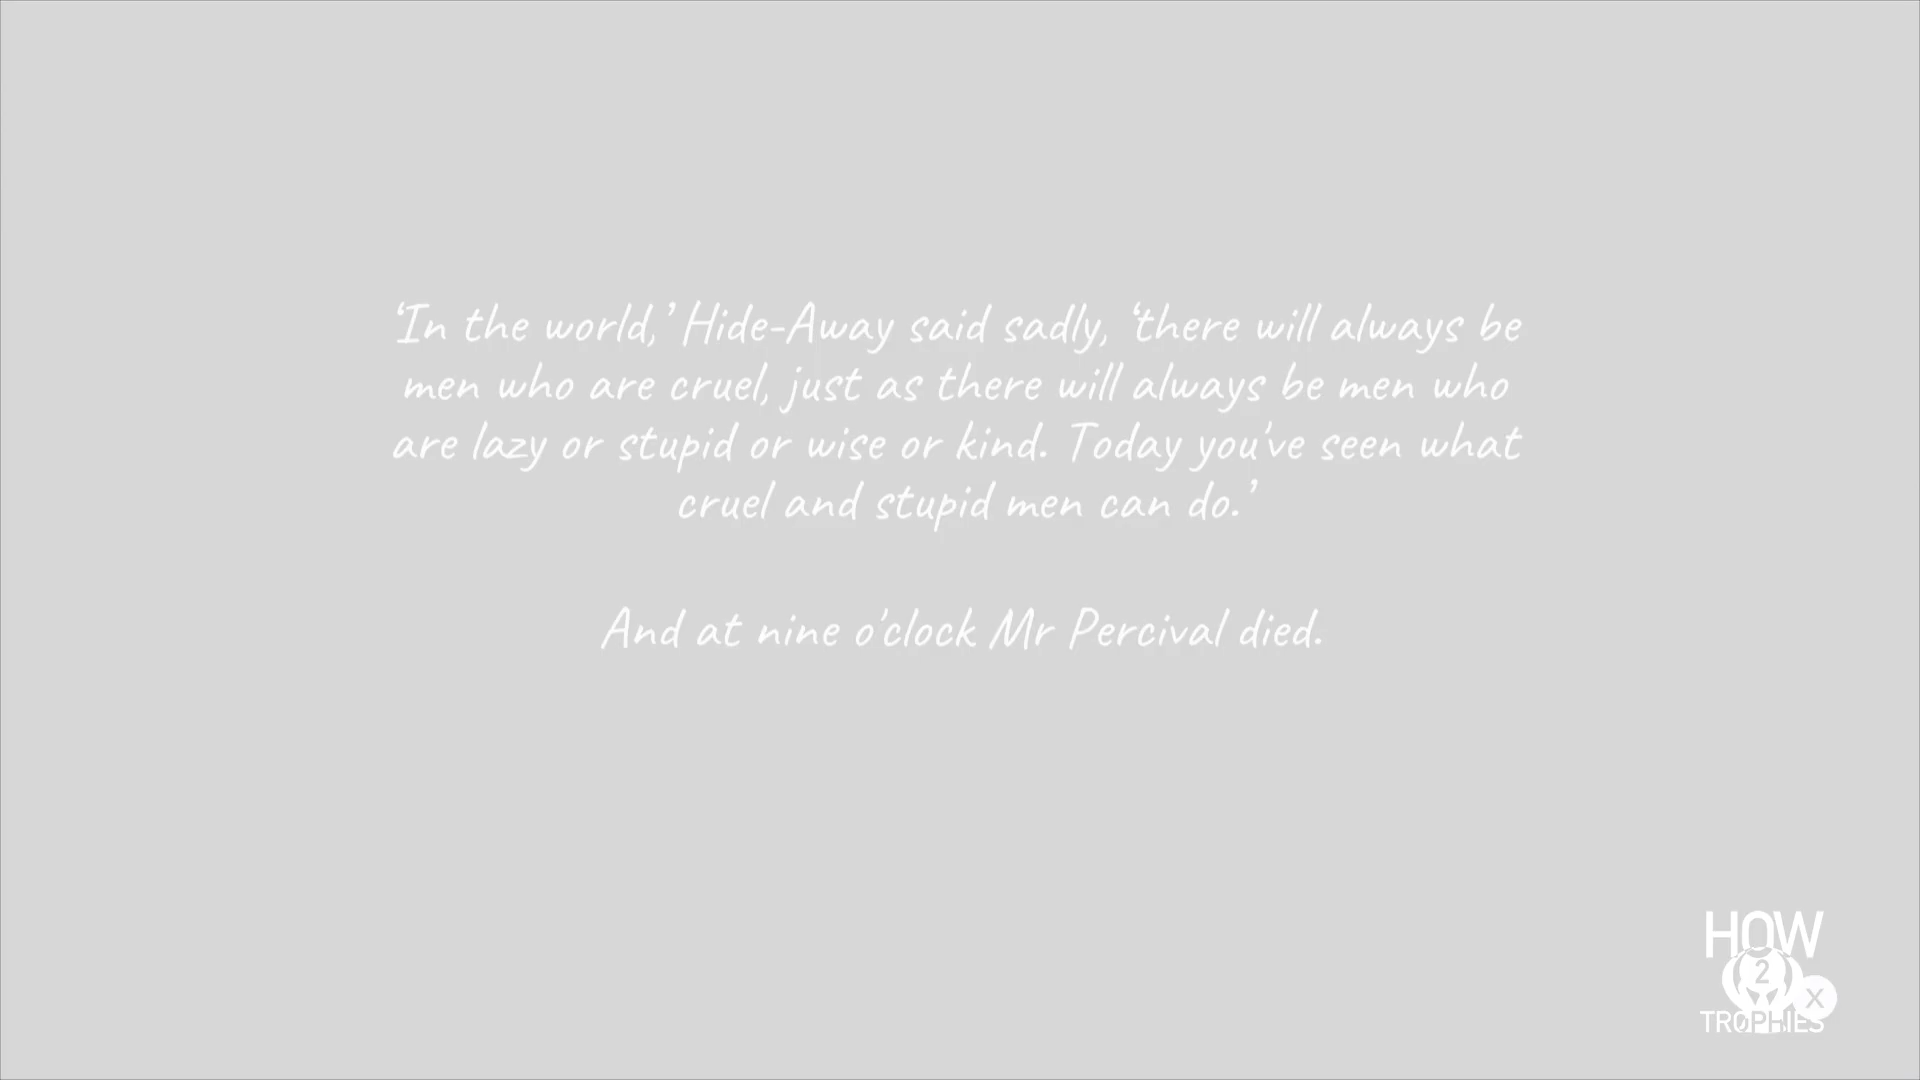 ‘In the world,’ Hide-Away said sadly, ‘there will always be
men who are cruel, just as there will always be men who
are lazy or stupid or wise or kind. Today you've seen what
cruel and stupid men can do.’
And at nine o'clock Mr Percival died.
HOW
2
X
TROPHIES